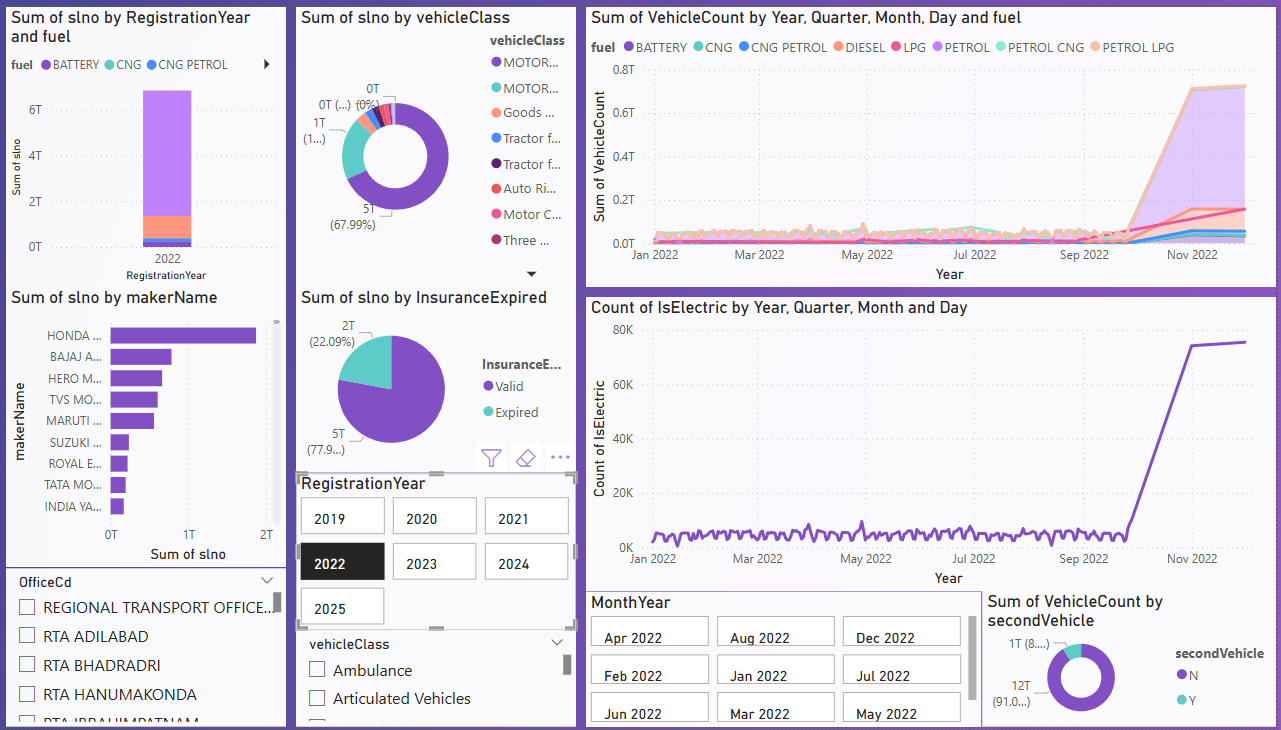 Sum of slno by RegistrationYear
and fuel
fuel BATTERY CNG CNG PETROL
6T
4T
2T
0T
Sum of slno
2022
RegistrationYear
Sum of slno by makerName
makerName
HONDA ...
BAJAJ A...
HERO M...
TVS MO...
MARUTI ...
SUZUKI ...
ROYAL E...
TATA MO...
INDIA YA...
0T 1T 2T
Sum of slno
OfficeCd
REGIONAL TRANSPORT OFFICE...
RTA ADILABAD
RTA BHADRADRI
RTA HANUMAKONDA
RTA IBRAHIMPATNAM
Sum of slno by vehicleClass
0T
0T (...) (0%)
1T
(1...)
5T
(67.99%)
vehicleClass
MOTOR...
MOTOR...
Goods ...
Tractor f...
Tractor f...
Auto Ri...
Motor C...
Three ...
Sum of slno by InsuranceExpired
2T
(22.09%)
5T
(77.9...)
InsuranceE...
Valid
Expired
RegistrationYear
2019 2020 2021
2022 2023 2024
2025
vehicleClass
Ambulance
Articulated Vehicles
Sum of VehicleCount by Year, Quarter, Month, Day and fuel
fuel BATTERY CNG CNG PETROL DIESEL LPG PETROL PETROL CNG PETROL LPG
0.8T
0.6T
0.4T
0.2T
0.0T
Sum of VehicleCount
Jan 2022 Mar 2022 May 2022 Jul 2022 Sep 2022 Nov 2022
Year
Count of IsElectric by Year, Quarter, Month and Day
80K
60K
40K
20K
0K
Count of IsElectric
Jan 2022 Mar 2022 May 2022 Jul 2022 Sep 2022 Nov 2022
Year
MonthYear
Apr 2022 Aug 2022 Dec 2022
Feb 2022 Jan 2022 Jul 2022
Jun 2022 Mar 2022 May 2022
Sum of VehicleCount by
secondVehicle
1T (8....)
12T
(91.0...)
secondVehicle
N
Y